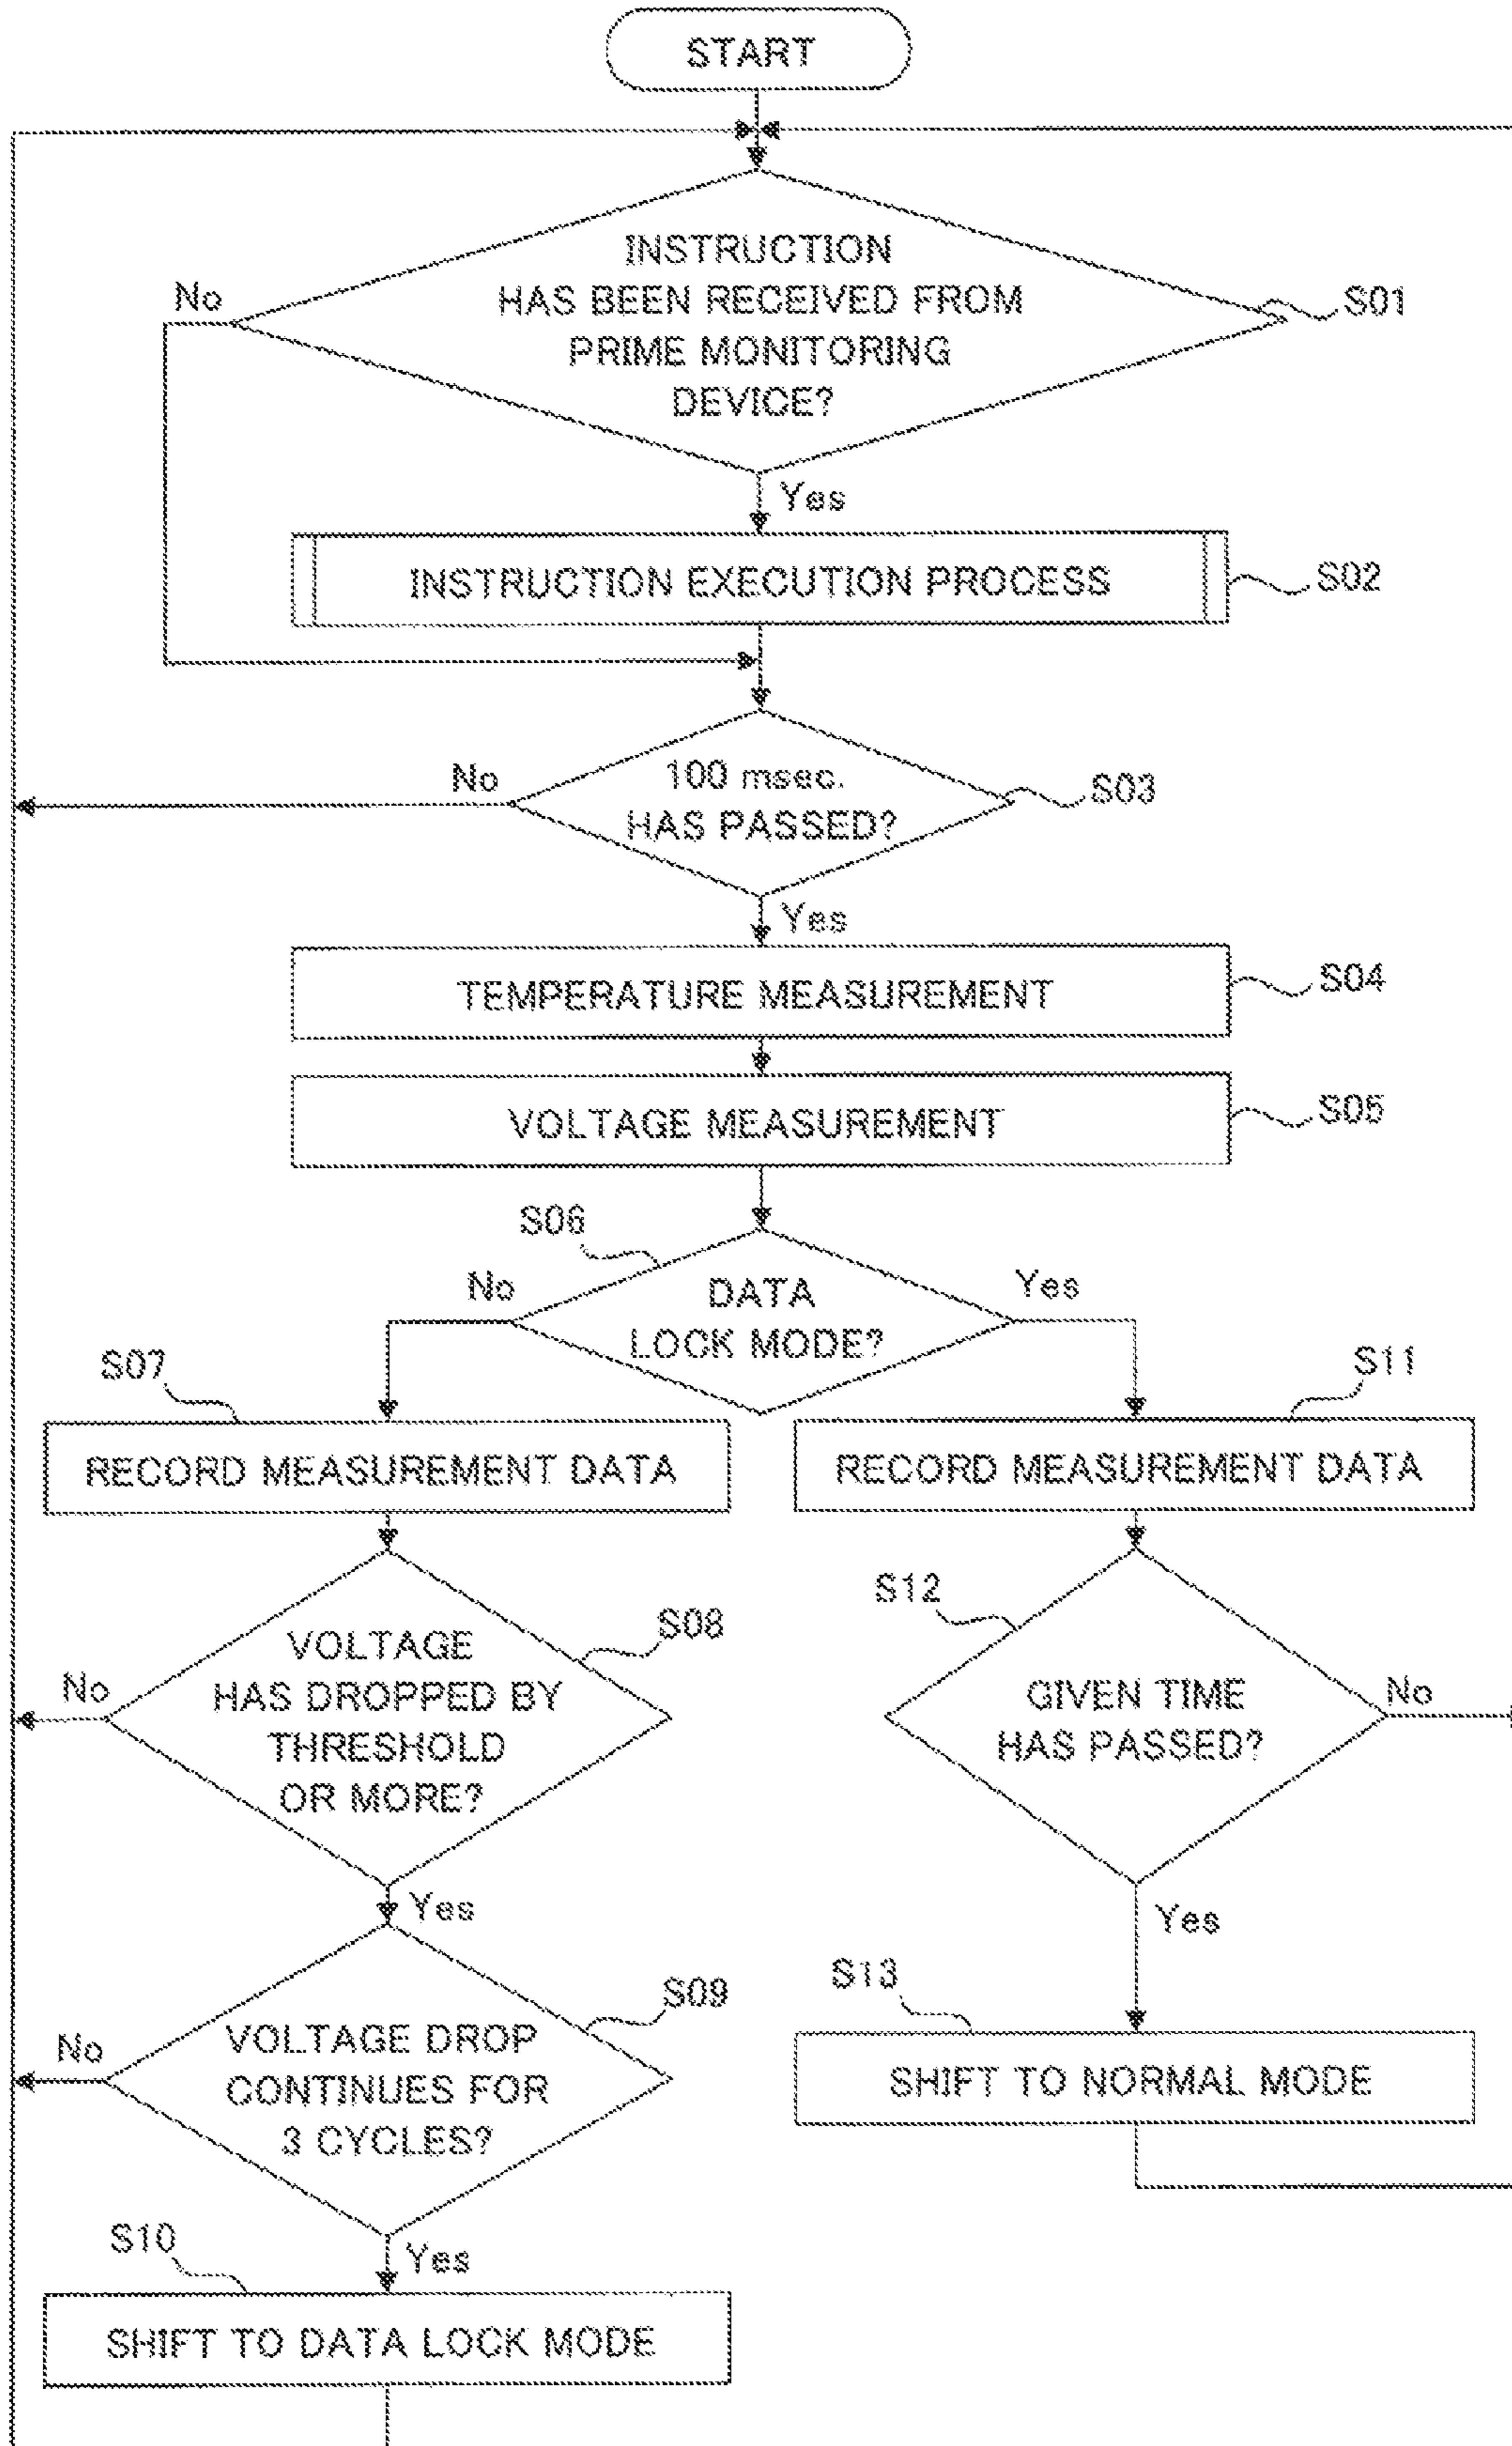 START
INSTRUCTION
HAS BEEN RECEIVED FROM
PRIME MONITORING
DEVICE?
No
S01
Yes
INSTRUCTION EXECUTION PROCESS
S02
100 msec.
HAS PASSED?
No
S03
Yes
TEMPERATURE MEASUREMENT
S04
VOLTAGE MEASUREMENT
S05
S06
DATA
LOCK MODE?
No
Yes
S07
RECORD MEASUREMENT DATA
VOLTAGE
HAS DROPPED BY
THRESHOLD
OR MORE?
S08
No
Yes
VOLTAGE DROP
CONTINUES FOR
3 CYCLES?
S09
No
Yes
S10
SHIFT TO DATA LOCK MODE
S11
RECORD MEASUREMENT DATA
S12
GIVEN TIME
HAS PASSED?
No
Yes
S13
SHIFT TO NORMAL MODE